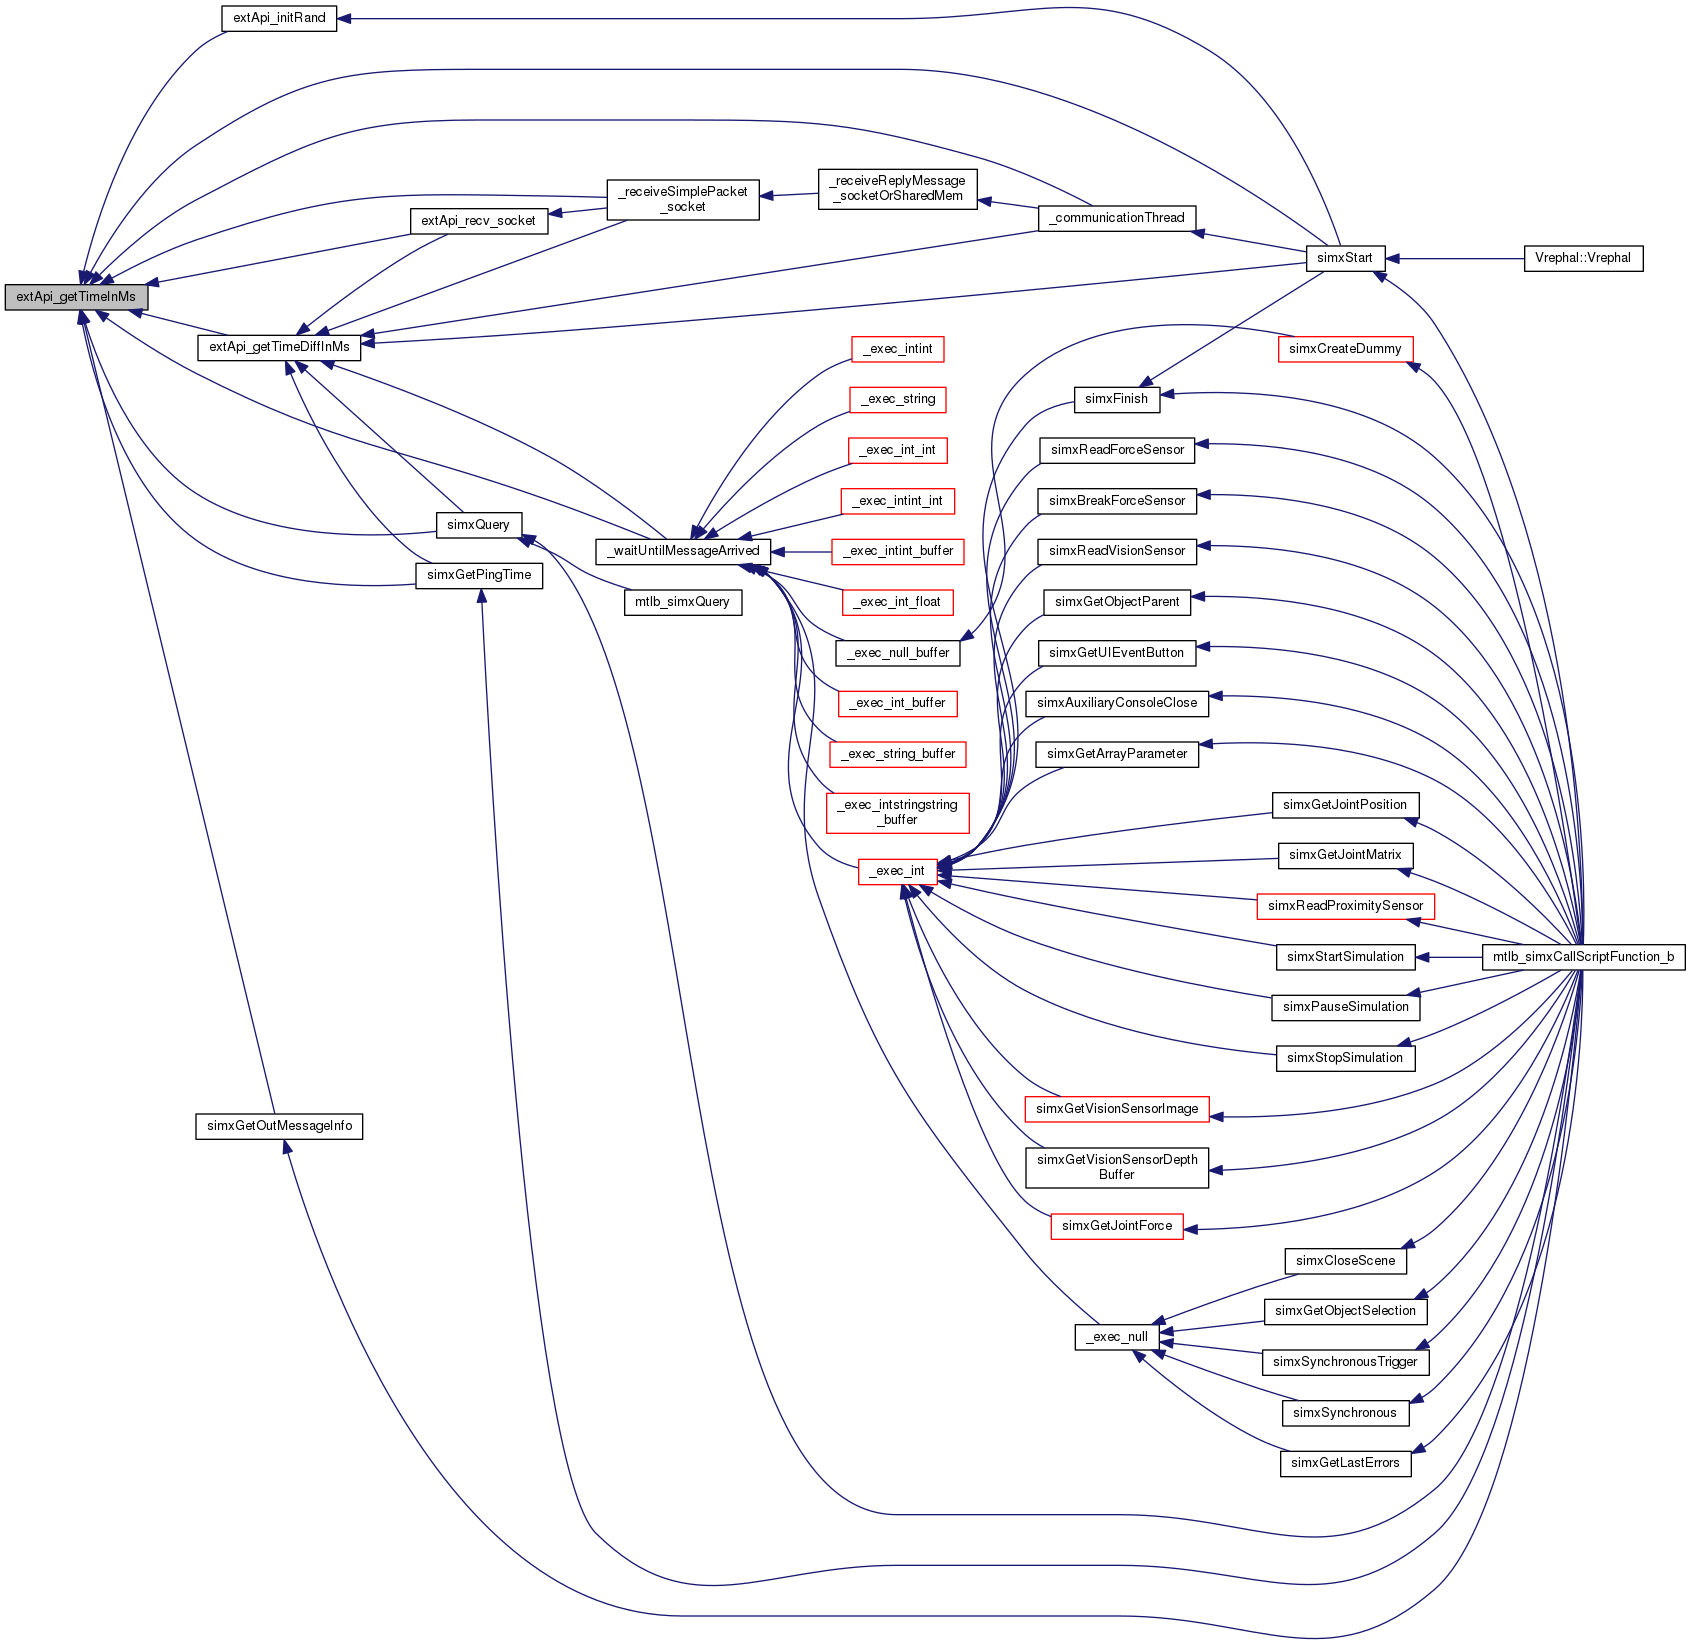 extApi_initRand
_receiveSimplePacket
_socket
_receiveReplyMessage
_socketOrSharedMem
extApi_recv_socket
_communicationThread
simxStart
Vrephal::Vrephal
extApi_getTimeInMs
extApi_getTimeDiffInMs
_exec_intint
simxCreateDummy
_exec_string
simxFinish
_exec_int_int
simxReadForceSensor
_exec_intint_int
simxBreakForceSensor
simxQuery
_waitUntilMessageArrived
_exec_intint_buffer
simxReadVisionSensor
simxGetPingTime
mtlb_simxQuery
_exec_int_float
simxGetObjectParent
_exec_null_buffer
simxGetUIEventButton
_exec_int_buffer
simxAuxiliaryConsoleClose
_exec_string_buffer
simxGetArrayParameter
_exec_intstringstring
_buffer
simxGetJointPosition
_exec_int
simxGetJointMatrix
simxReadProximitySensor
simxStartSimulation
mtlb_simxCallScriptFunction_b
simxPauseSimulation
simxStopSimulation
simxGetVisionSensorImage
simxGetOutMessageInfo
simxGetVisionSensorDepth
Buffer
simxGetJointForce
simxCloseScene
simxGetObjectSelection
_exec_null
simxSynchronousTrigger
simxSynchronous
simxGetLastErrors